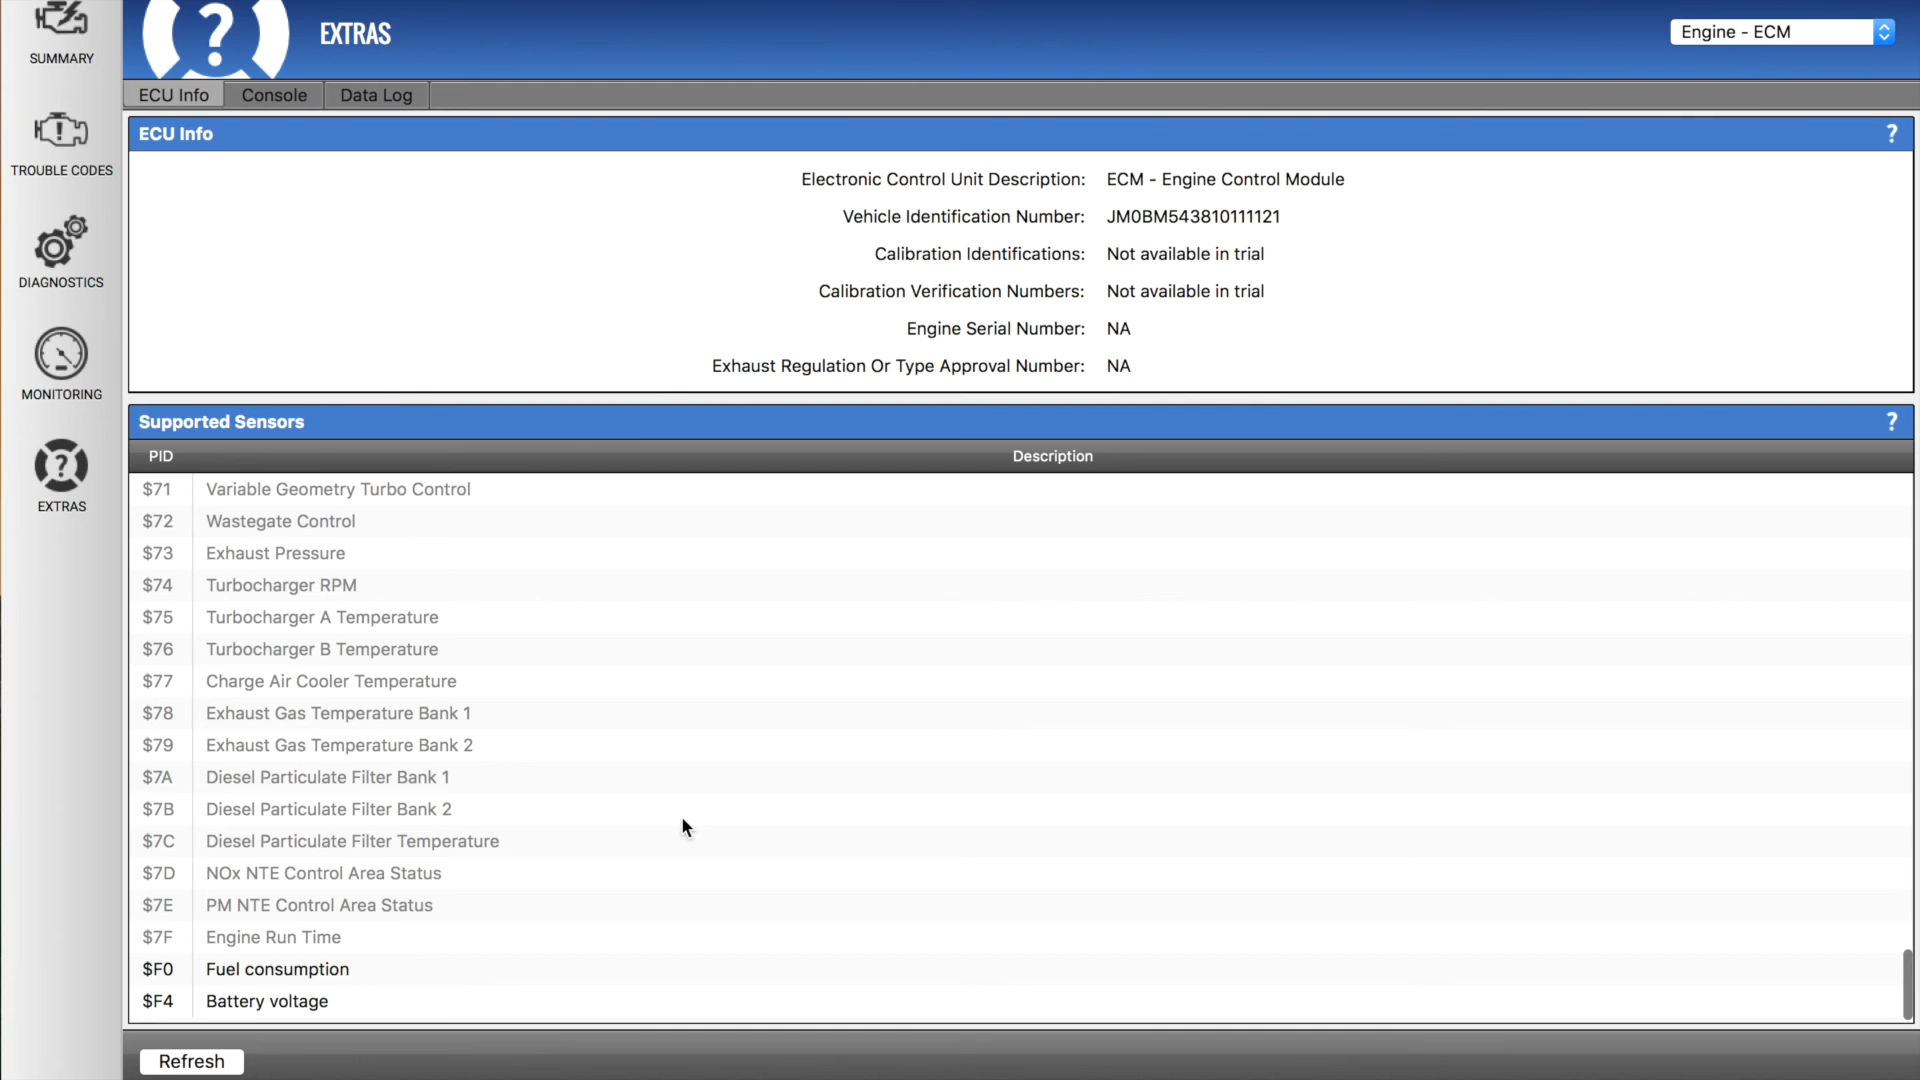 SUMMARY
TROUBLE CODES
DIAGNOSTICS
MONITORING
EXTRAS
EXTRAS
Engine - ECM
ECU Info
Console
Data Log
ECU Info
?
Electronic Control Unit Description: ECM - Engine Control Module
Vehicle Identification Number: JM0BM543810111121
Calibration Identifications: Not available in trial
Calibration Verification Numbers: Not available in trial
Engine Serial Number: NA
Exhaust Regulation Or Type Approval Number: NA
Supported Sensors
?
PID Description
$71 Variable Geometry Turbo Control
$72 Wastegate Control
$73 Exhaust Pressure
$74 Turbocharger RPM
$75 Turbocharger A Temperature
$76 Turbocharger B Temperature
$77 Charge Air Cooler Temperature
$78 Exhaust Gas Temperature Bank 1
$79 Exhaust Gas Temperature Bank 2
$7A Diesel Particulate Filter Bank 1
$7B Diesel Particulate Filter Bank 2
$7C Diesel Particulate Filter Temperature
$7D NOx NTE Control Area Status
$7E PM NTE Control Area Status
$7F Engine Run Time
$F0 Fuel consumption
$F4 Battery voltage
Refresh